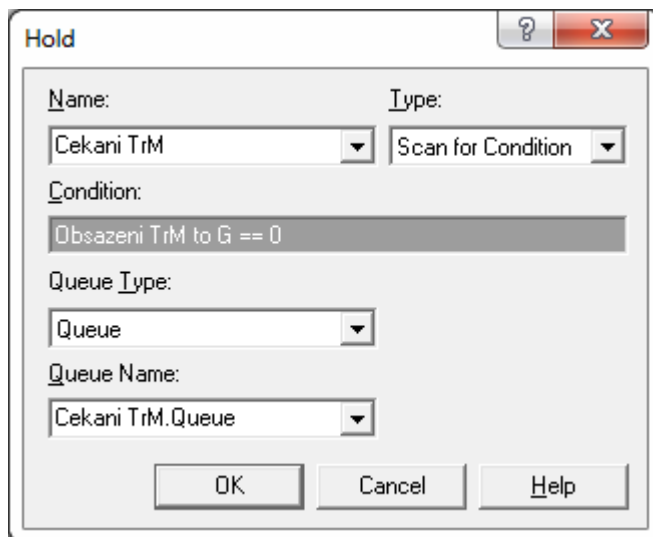 Hold
?
Name: Type:
Cekani TrM Scan for Condition
Condition:
Obsazeni TrM to G == 0
Queue Type:
Queue
Queue Name:
Cekani TrM.Queue
OK Cancel Help